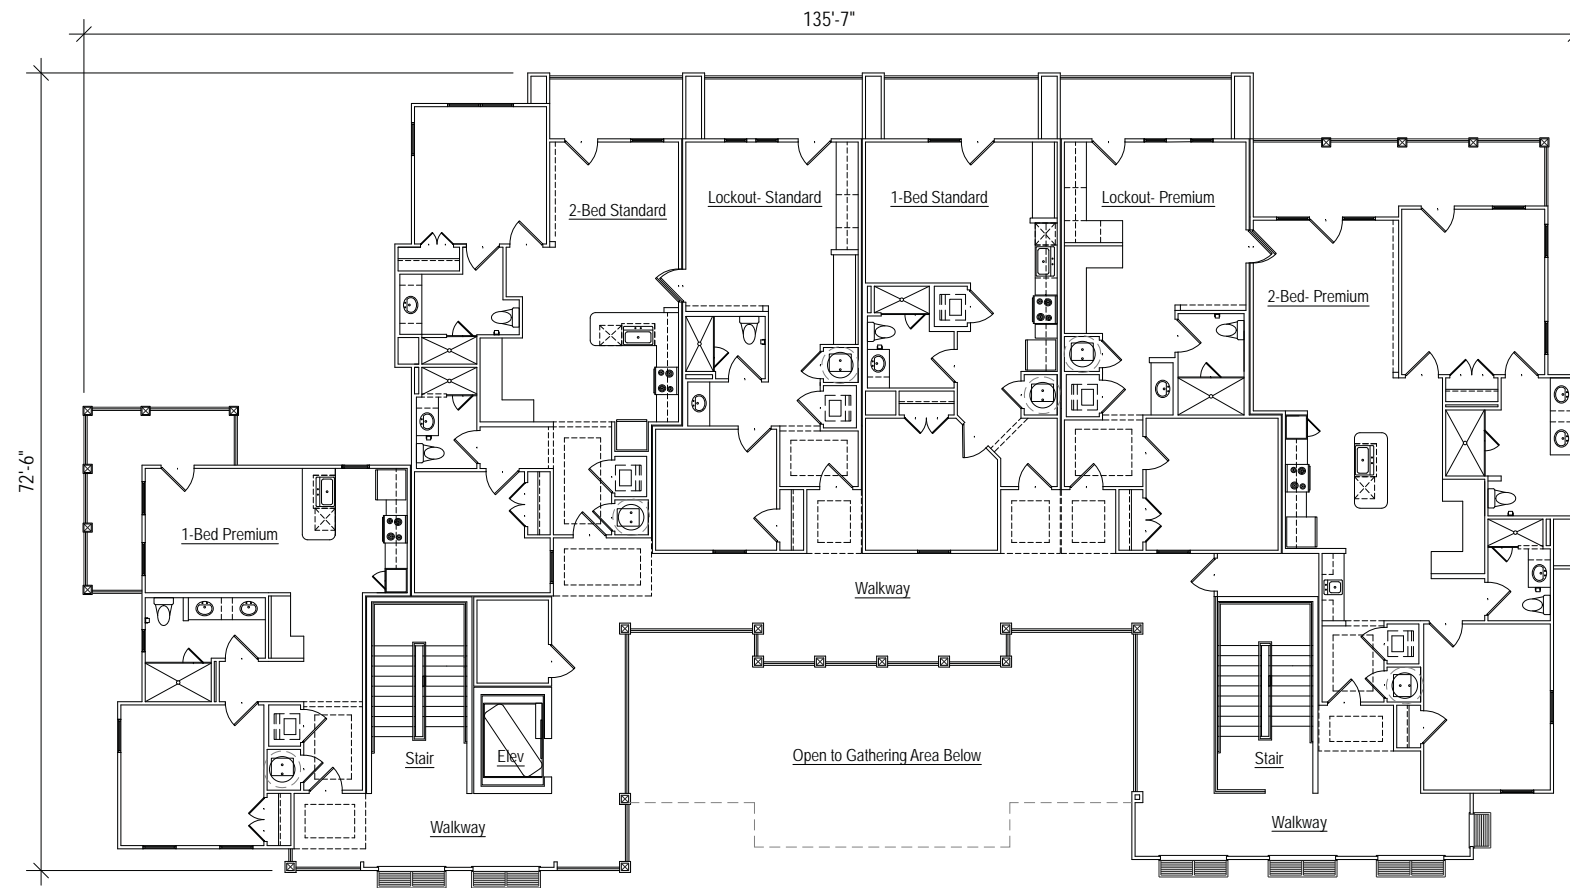 135'-7"
72'-6"
2-Bed Standard
Lockout- Standard
1-Bed Standard
Lockout- Premium
2-Bed- Premium
1-Bed Premium
Walkway
Stair
Elev
Open to Gathering Area Below
Stair
Walkway
Walkway